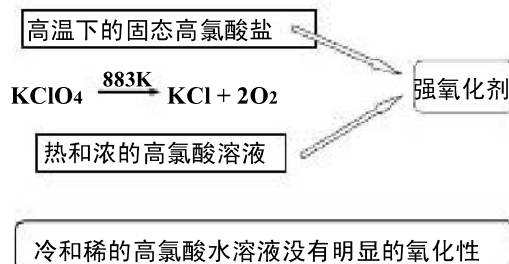 高温下的固态高氯酸盐
强氧化剂
KClO4 883K KCl + 2O2
热和浓的高氯酸溶液
冷和稀的高氯酸水溶液没有明显的氧化性